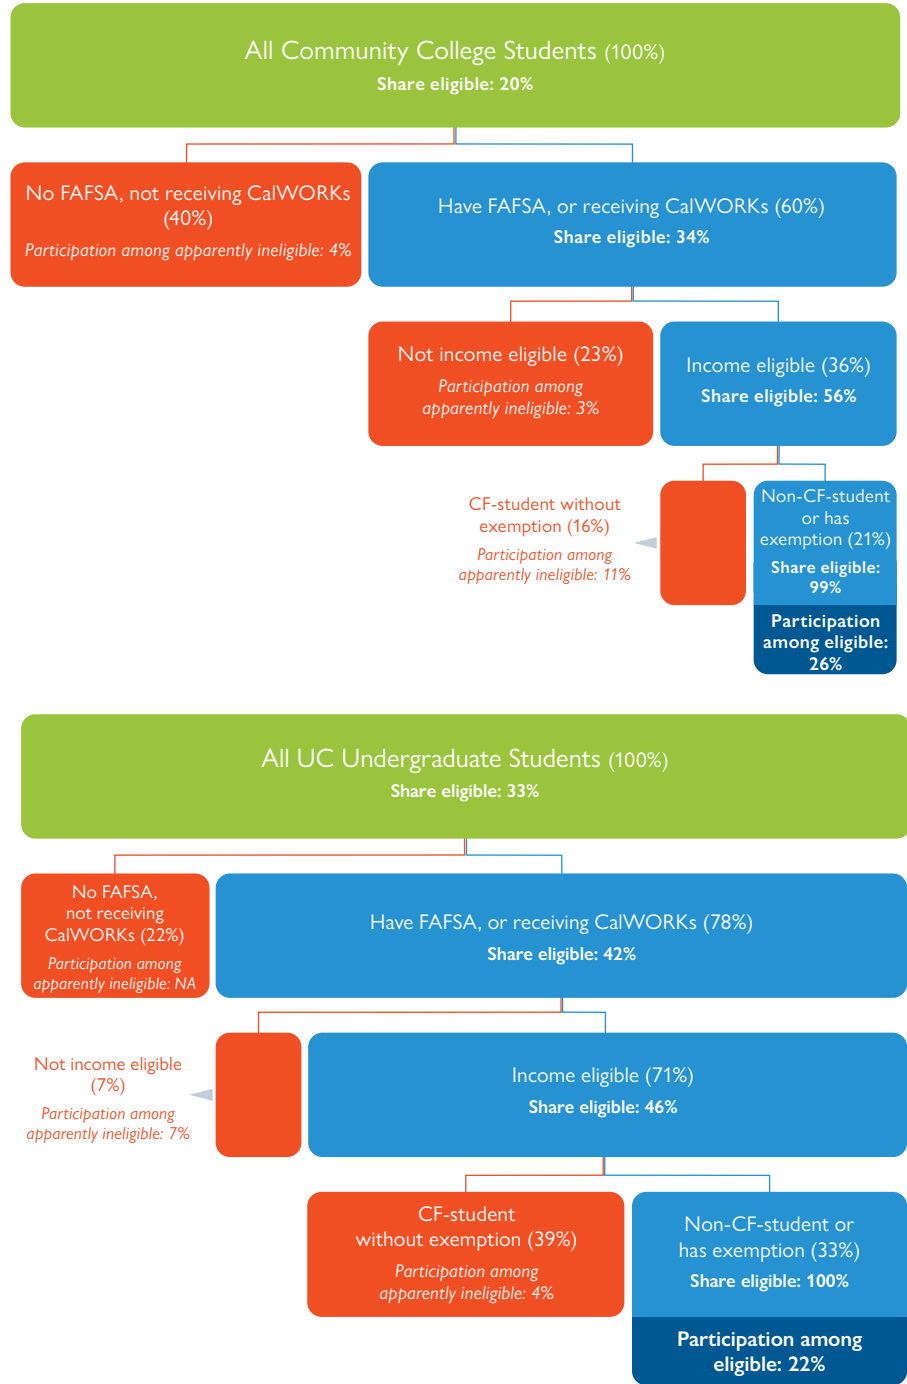 All Community College Students (100%)
Share eligible: 20%
No FAFSA, not receiving CalWORKs
(40%)
Participation among apparently ineligible: 4%
Have FAFSA, or receiving CalWORKs (60%)
Share eligible: 34%
Not income eligible (23%)
Participation among
apparently ineligible: 3%
Income eligible (36%)
Share eligible: 56%
CF-student without
exemption (16%)
Participation among
apparently ineligible: 11%
Non-CF-student
or has
exemption (21%)
Share eligible:
99%
Participation
among eligible:
26%
All UC Undergraduate Students (100%)
Share eligible: 33%
No FAFSA,
not receiving
CalWORKs (22%)
Participation among
apparently ineligible: NA
Have FAFSA, or receiving CalWORKs (78%)
Share eligible: 42%
Not income eligible
(7%)
Participation among
apparently ineligible: 7%
Income eligible (71%)
Share eligible: 46%
CF-student
without exemption (39%)
Participation among
apparently ineligible: 4%
Non-CF-student or
has exemption (33%)
Share eligible: 100%
Participation among
eligible: 22%